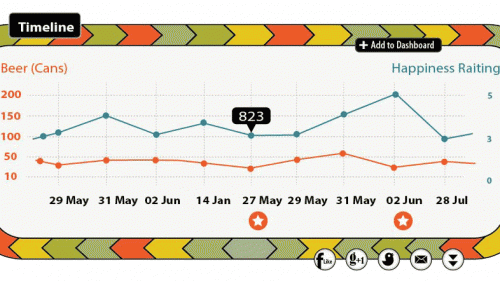 Timeline
+ Add to Dashboard
Beer (Cans)
Happiness Raiting
200
150
100
50
10
823
5
3
0
29 May 31 May 02 Jun 14 Jan 27 May 29 May 31 May 02 Jun 28 Jul
f Like
g+1